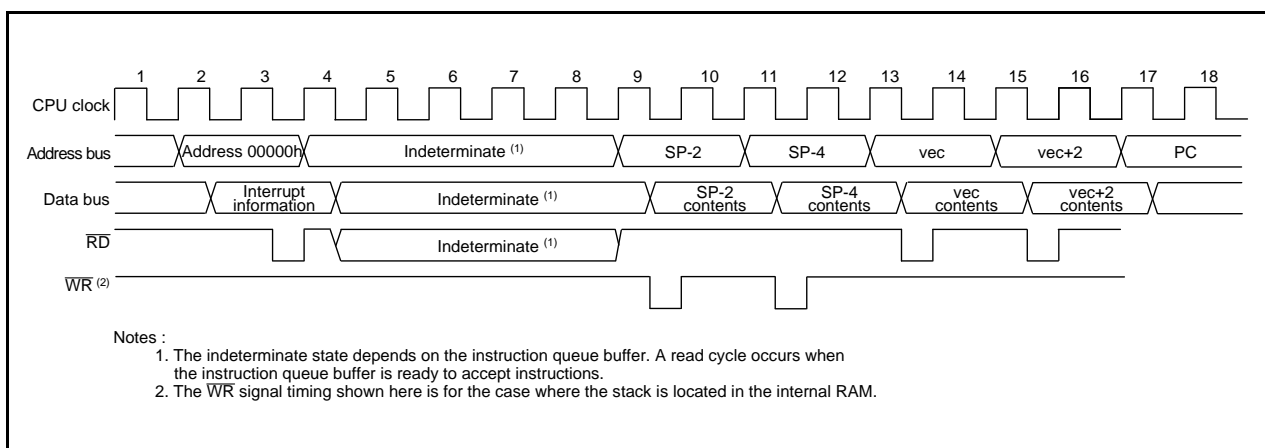 1 2 3 4 5 6 7 8 9 10 11 12 13 14 15 16 17 18
CPU clock
Address bus Address 00000h Indeterminate (1) SP-2 SP-4 vec vec+2 PC
Data bus Interrupt information Indeterminate (1) SP-2 contents SP-4 contents vec contents vec+2 contents
RD Indeterminate (1)
WR (2)
Notes :
1. The indeterminate state depends on the instruction queue buffer. A read cycle occurs when
the instruction queue buffer is ready to accept instructions.
2. The WR signal timing shown here is for the case where the stack is located in the internal RAM.